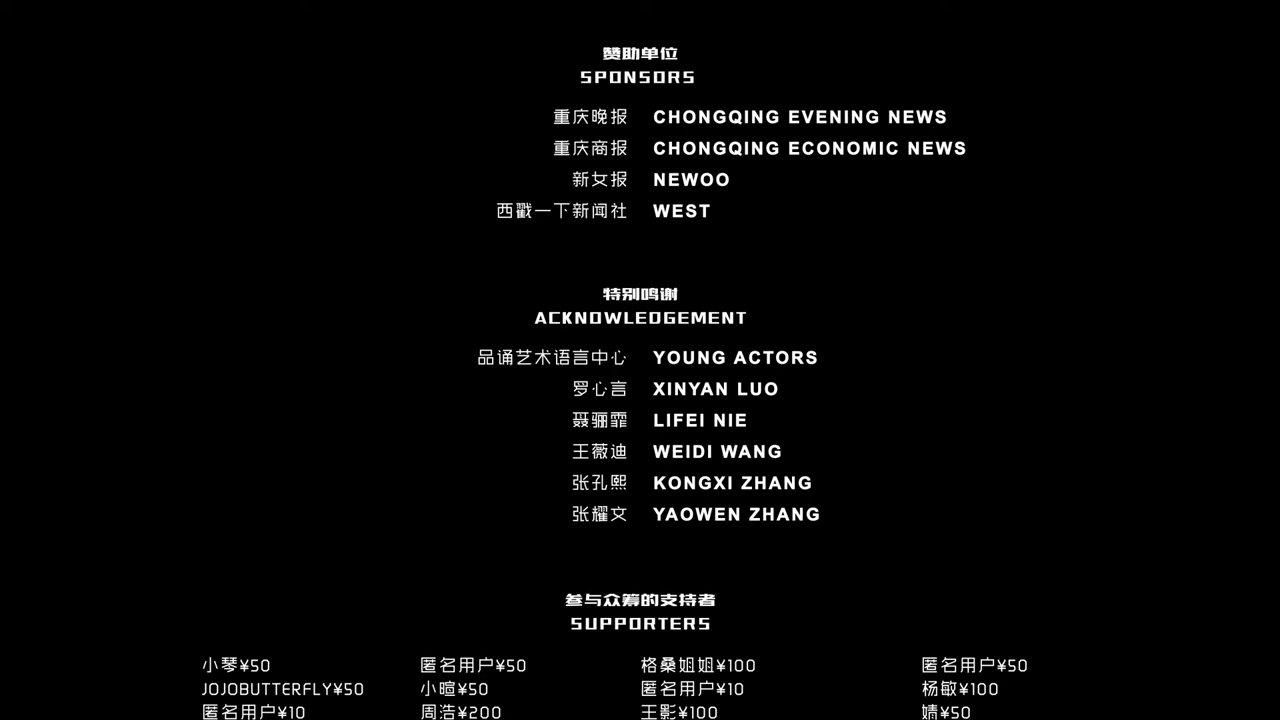 赞助单位
SPONSORS
重庆晚报 CHONGQING EVENING NEWS
重庆商报 CHONGQING ECONOMIC NEWS
新女报 NEWOO
西戳一下新闻社 WEST
特别鸣谢
ACKNOWLEDGEMENT
品诵艺术语言中心 YOUNG ACTORS
罗心言 XINYAN LUO
聂骊霏 LIFEI NIE
王薇迪 WEIDI WANG
张孔熙 KONGXI ZHANG
张耀文 YAOWEN ZHANG
参与众筹的支持者
SUPPORTERS
小琴¥50 匿名用户¥50 格桑姐姐¥100 匿名用户¥50
JOJOBUTTERFLY¥50 小暄¥50 匿名用户¥10 杨敏¥100
匿名用户¥10 周浩¥200 王影¥100 婧¥50